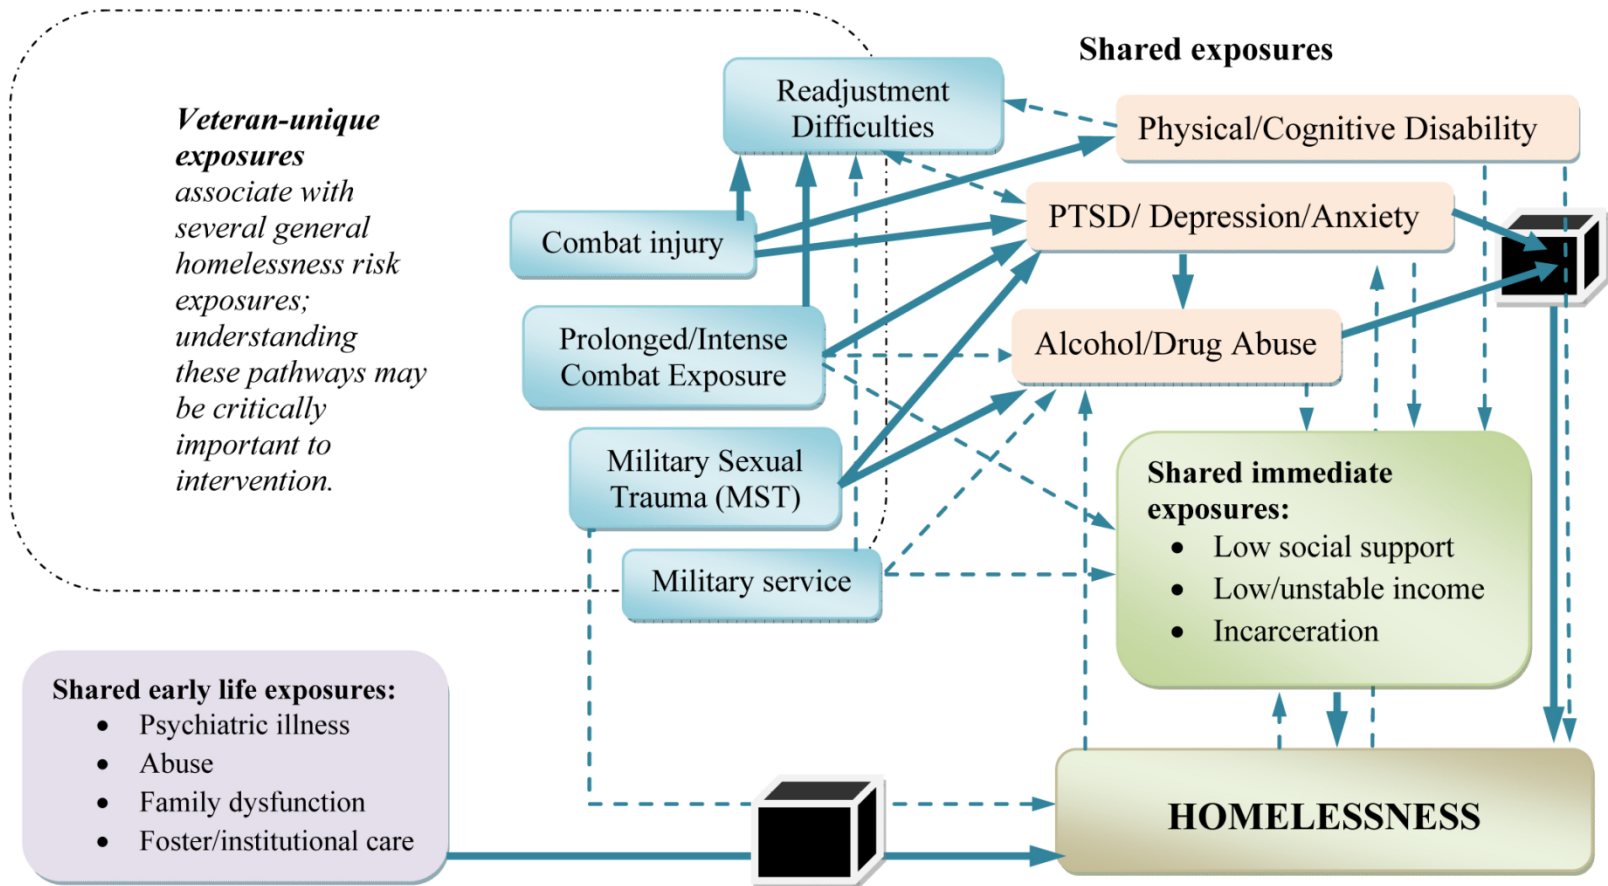 Shared exposures
Veteran-unique
exposures
associate with
several general
homelessness risk
exposures;
understanding
these pathways may
be critically
important to
intervention.
Readjustment
Difficulties
Physical/Cognitive Disability
Combat injury
PTSD/ Depression/Anxiety
Prolonged/Intense
Combat Exposure
Alcohol/Drug Abuse
Military Sexual
Trauma (MST)
Military service
Shared immediate
exposures:
• Low social support
• Low/unstable income
• Incarceration
Shared early life exposures:
• Psychiatric illness
• Abuse
• Family dysfunction
• Foster/institutional care
HOMELESSNESS